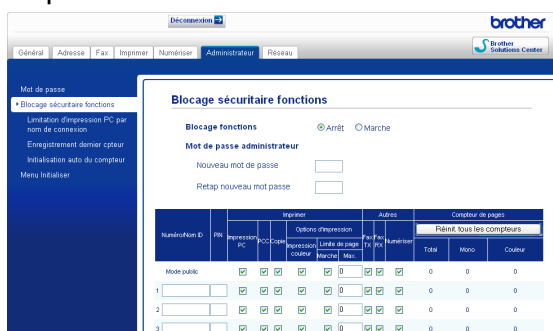 Déconnexion
brother
Général Adresse Fax Imprimer Numériser Administrateur Réseau
Brother
Solutions Center
Mot de passe
Blocage sécuritaire fonctions
Limitation d'impression PC par
nom de connexion
Enregistrement dernier cpteur
Initialisation auto du compteur
Menu Initialiser
Blocage sécuritaire fonctions
Blocage fonctions Arrêt Marche
Mot de passe administrateur
Nouveau mot de passe
Retap nouveau mot passe
Imprimer Autres Compteur de pages
Options d'impression Réinit. tous les compteurs
Numéro/Nom ID PIN Impression PC PCC Copie Impression couleur Limite de page Fax TX Fax RX Numériser
Marche Max. Total Mono Couleur
Mode public 0 0 0 0
1 0 0 0 0
2 0 0 0 0
3 0 0 0 0